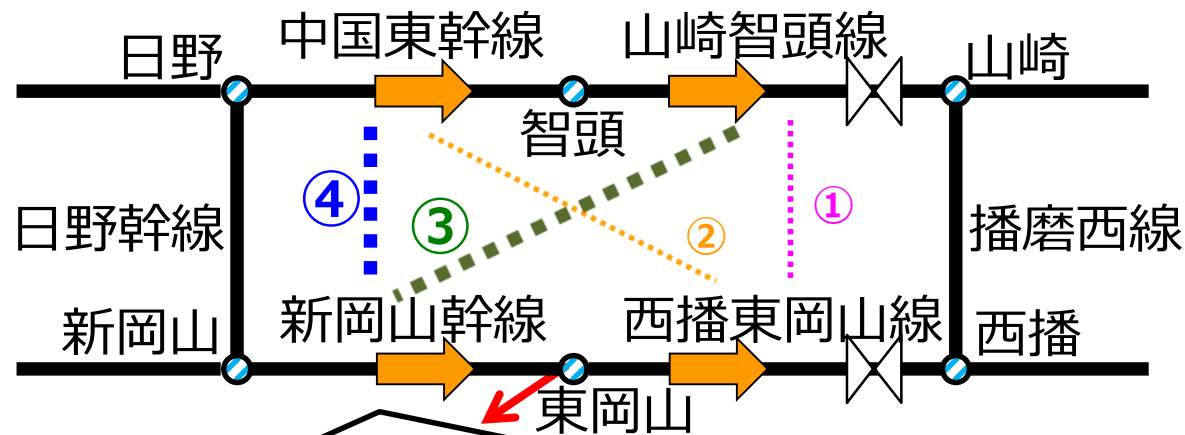 中国東幹線
山崎智頭線
日野
山崎
智頭
④
③
②
①
日野幹線
播磨西線
新岡山幹線
西播東岡山線
新岡山
西播
東岡山